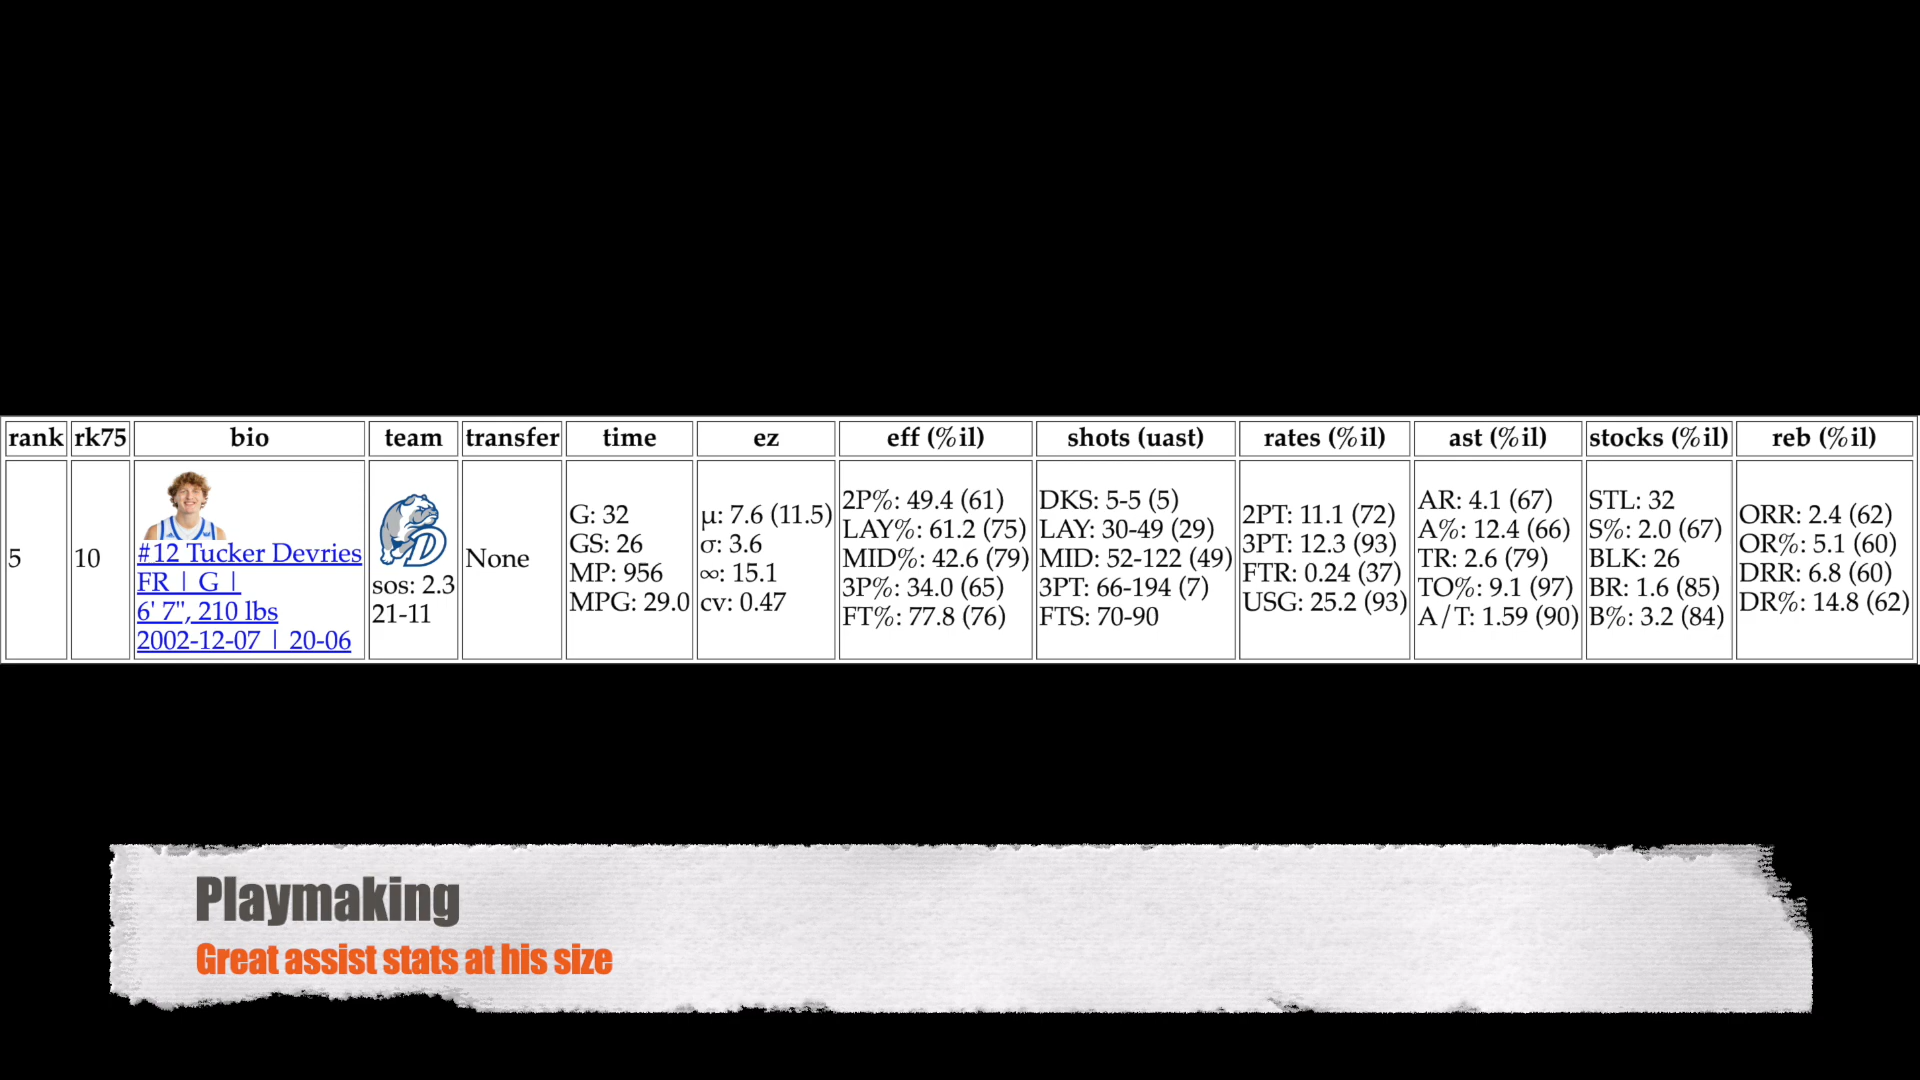 rank rk75 bio team transfer time ez eff (%il) shots (uast) rates (%il) ast (%il) stocks (%il) reb (%il)
5
10
#12 Tucker Devries
FR | G |
6' 7", 210 lbs
2002-12-07 | 20-06
D
sos: 2.3
21-11
None
G: 32
GS: 26
MP: 956
MPG: 29.0
μ: 7.6 (11.5)
σ: 3.6
∞: 15.1
cv: 0.47
2P%: 49.4 (61)
LAY%: 61.2 (75)
MID%: 42.6 (79)
3P%: 34.0 (65)
FT%: 77.8 (76)
DKS: 5-5 (5)
LAY: 30-49 (29)
MID: 52-122 (49)
3PT: 66-194 (7)
FTS: 70-90
2PT: 11.1 (72)
3PT: 12.3 (93)
FTR: 0.24 (37)
USG: 25.2 (93)
AR: 4.1 (67)
A%: 12.4 (66)
TR: 2.6 (79)
TO%: 9.1 (97)
A/T: 1.59 (90)
STL: 32
S%: 2.0 (67)
BLK: 26
BR: 1.6 (85)
B%: 3.2 (84)
ORR: 2.4 (62)
OR%: 5.1 (60)
DRR: 6.8 (60)
DR%: 14.8 (62)
Playmaking
Great assist stats at his size